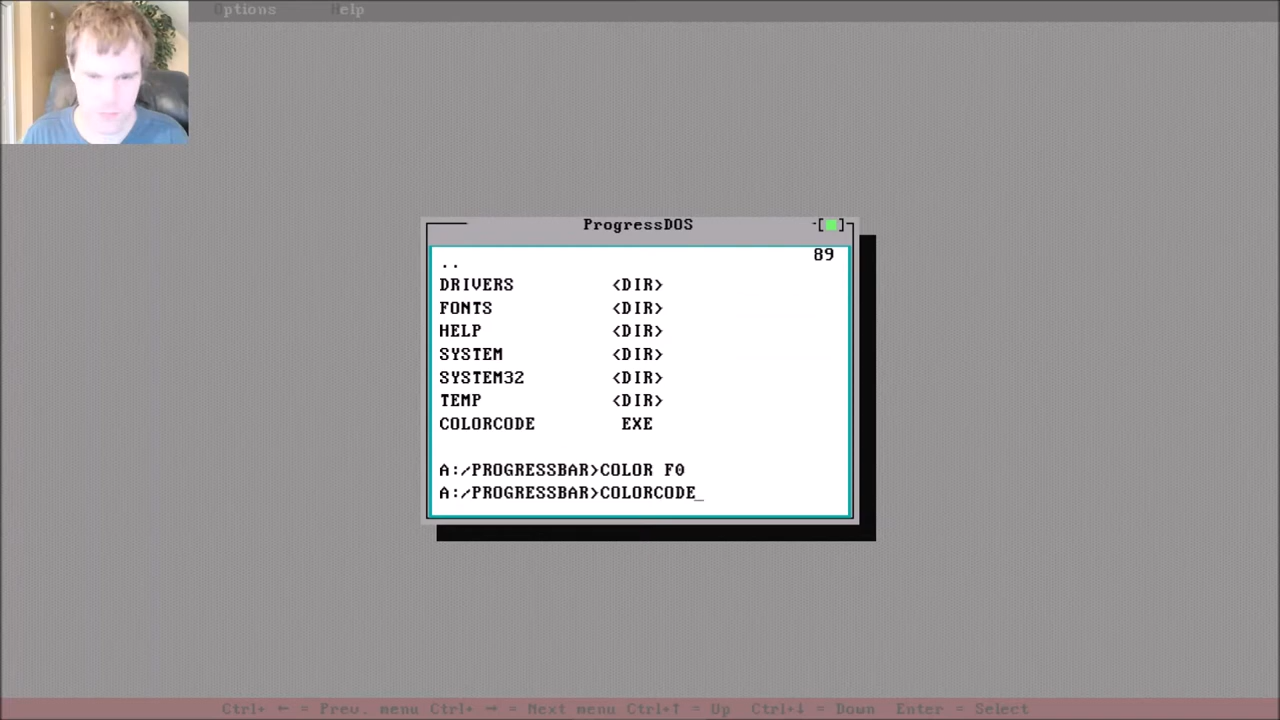 Options Help
ProgressDOS
89
..
DRIVERS <DIR>
FONTS <DIR>
HELP <DIR>
SYSTEM <DIR>
SYSTEM32 <DIR>
TEMP <DIR>
COLORCODE EXE
A:/PROGRESSBAR>COLOR F0
A:/PROGRESSBAR>COLORCODE_
Ctrl+ ← = Prev. menu Ctrl+ → = Next menu Ctrl+↑ = Up Ctrl+↓ = Down Enter = Select